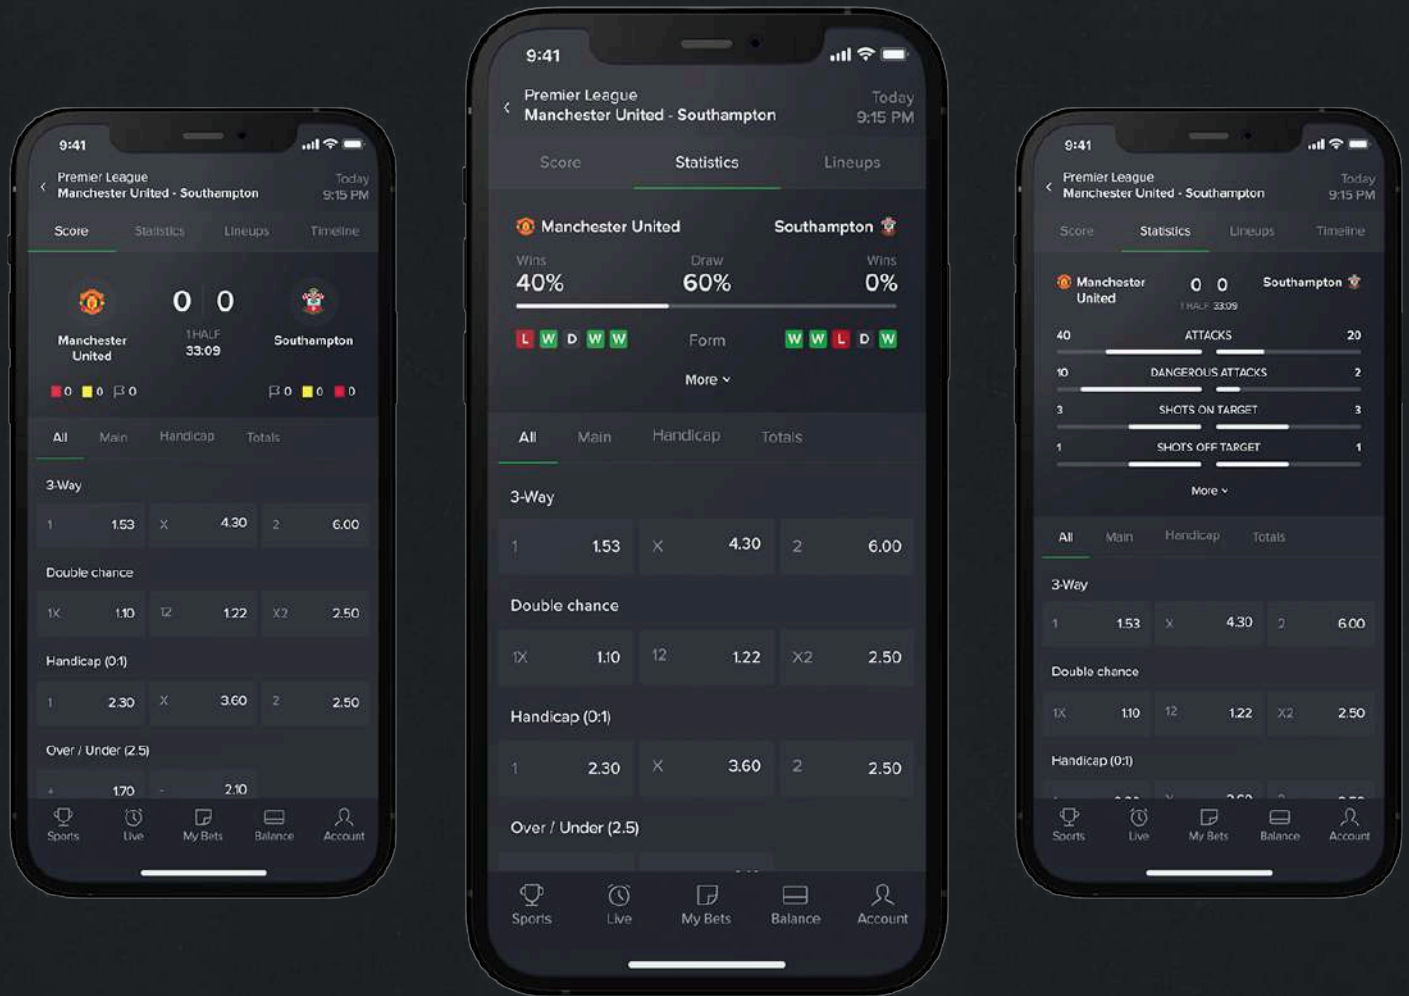 9:41
Premier League
Today
Manchester United - Southampton
9:15 PM
Score Statistics Lineups Timeline
0 0
1 HALF
33:09
Manchester
United
Southampton
0 0 0
0 0 0
All Main Handicap Totals
3-Way
1 1.53 X 4.30 2 6.00
Double chance
1X 1.10 12 1.22 X2 2.50
Handicap (0:1)
1 2.30 X 3.60 2 2.50
Over / Under (2.5)
+ 1.70 - 2.10
Sports Live My Bets Balance Account
9:41
Premier League
Today
Manchester United - Southampton
9:15 PM
Score Statistics Lineups
Manchester United Southampton
Wins Draw Wins
40% 60% 0%
L W D W W Form W W L D W
More
All Main Handicap Totals
3-Way
1 1.53 X 4.30 2 6.00
Double chance
1X 1.10 12 1.22 X2 2.50
Handicap (0:1)
1 2.30 X 3.60 2 2.50
Over / Under (2.5)
Sports Live My Bets Balance Account
9:41
Premier League
Today
Manchester United - Southampton
9:15 PM
Score Statistics Lineups Timeline
Manchester
United
0 0
1 HALF 33:09
Southampton
40 ATTACKS 20
10 DANGEROUS ATTACKS 2
3 SHOTS ON TARGET 3
1 SHOTS OFF TARGET 1
More
All Main Handicap Totals
3-Way
1 1.53 X 4.30 2 6.00
Double chance
1X 1.10 12 1.22 X2 2.50
Handicap (0:1)
Sports Live My Bets Balance Account